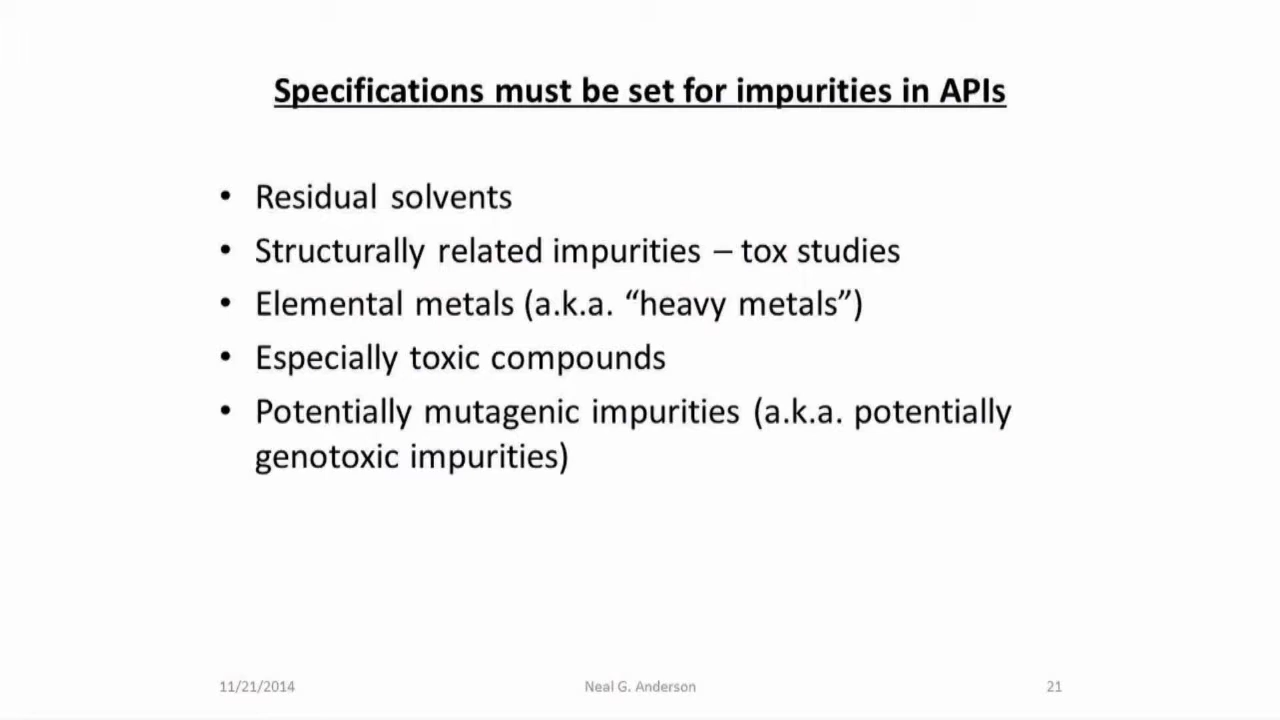 Specifications must be set for impurities in APIs
• Residual solvents
• Structurally related impurities – tox studies
• Elemental metals (a.k.a. “heavy metals”)
• Especially toxic compounds
• Potentially mutagenic impurities (a.k.a. potentially
genotoxic impurities)
11/21/2014 Neal G. Anderson 21